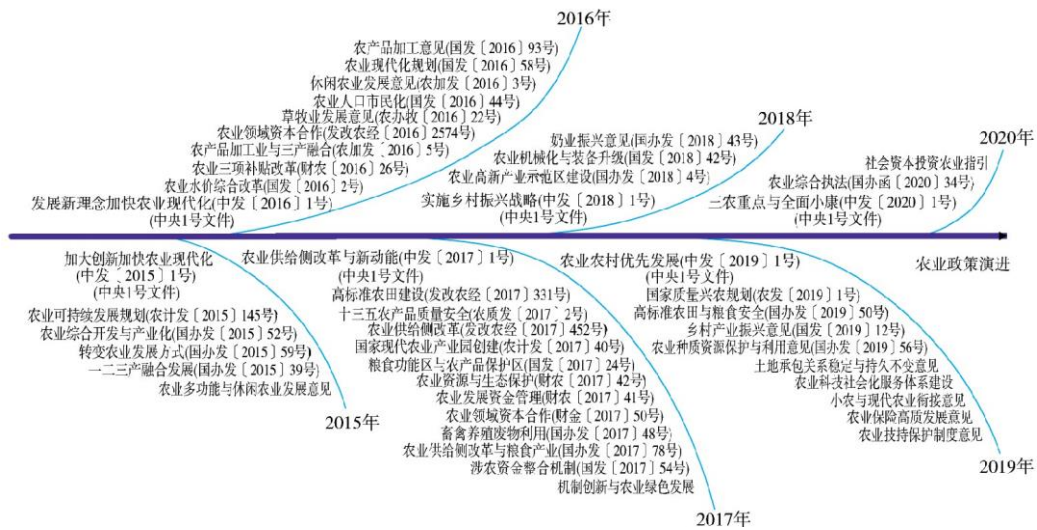 2016年
农产品加工意见(国发〔2016〕93号)
农业现代化规划(国发〔2016〕58号)
休闲农业发展意见(农加发〔2016〕3号)
农业人口市民化(国发〔2016〕44号)
草牧业发展意见(农办牧〔2016〕22号)
农业领域资本合作(发改农经〔2016〕2574号)
农产品加工业与三产融合(农加发〔2016〕5号)
农业三项补贴改革(财农〔2016〕26号)
农业水价综合改革(国发〔2016〕2号)
发展新理念加快农业现代化(中发〔2016〕1号)
(中央1号文件)
2018年
奶业振兴意见(国办发〔2018〕43号)
农业机械化与装备升级(国发〔2018〕42号)
农业高新产业示范区建设(国办发〔2018〕4号)
实施乡村振兴战略(中发〔2018〕1号)
(中央1号文件)
2020年
社会资本投资农业指引
农业综合执法(国办函〔2020〕34号)
三农重点与全面小康(中发〔2020〕1号)
(中央1号文件)
农业政策演进
加大创新加快农业现代化
(中发〔2015〕1号)
(中央1号文件)
农业可持续发展规划(农计发〔2015〕145号)
农业综合开发与产业化(国办发〔2015〕52号)
转变农业发展方式(国办发〔2015〕59号)
一二三产融合发展(国办发〔2015〕39号)
农业多功能与休闲农业发展意见
2015年
农业供给侧改革与新动能(中发〔2017〕1号)
(中央1号文件)
高标准农田建设(发改农经〔2017〕331号)
十三五农产品质量安全(农质发〔2017〕2号)
农业供给侧改革(发改农经〔2017〕452号)
国家现代农业产业园创建(农计发〔2017〕40号)
粮食功能区与农产品保护区(国发〔2017〕24号)
农业资源与生态保护(财农〔2017〕42号)
农业发展资金管理(财农〔2017〕41号)
农业领域资本合作(财金〔2017〕50号)
畜禽养殖废物利用(国办发〔2017〕48号)
农业供给侧改革与粮食产业(国办发〔2017〕78号)
涉农资金整合机制(国发〔2017〕54号)
机制创新与农业绿色发展
2017年
农业农村优先发展(中发〔2019〕1号)
(中央1号文件)
国家质量兴农规划(农发〔2019〕1号)
高标准农田与粮食安全(国办发〔2019〕50号)
乡村产业振兴意见(国发〔2019〕12号)
农业种质资源保护与利用意见(国办发〔2019〕56号)
土地承包关系稳定与持久不变意见
农业科技社会化服务体系建设
小农与现代农业衔接意见
农业保险高质发展意见
农业技持保护制度意见
2019年